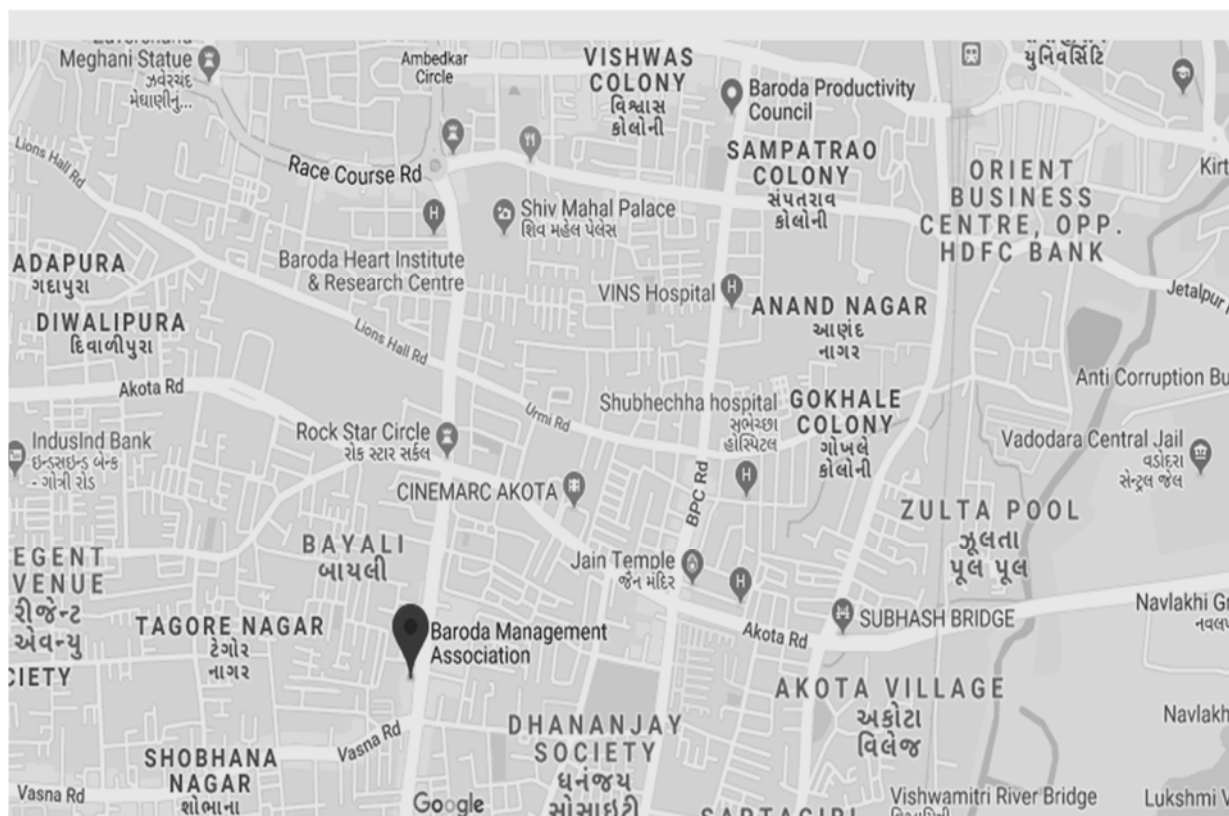 Meghani Statue
ઝવેરચંદ
મેઘાણીનું...
Ambedkar
Circle
VISHWAS
COLONY
વિશ્વાસ
કોલોની
Baroda Productivity
Council
યુનિવર્સિટી
Lions Hall Rd
Race Course Rd
SAMPATRAO
COLONY
સંપતરાવ
કોલોની
ORIENT
BUSINESS
CENTRE, OPP.
HDFC BANK
Kirt
Shiv Mahal Palace
શિવ મહેલ પેલેસ
Baroda Heart Institute
& Research Centre
ADAPURA
ગદાપુરા
VINS Hospital
ANAND NAGAR
આણંદ
નગર
Jetalpur
DIWALIPURA
દિવાળીપુરા
Lions Hall Rd
Akota Rd
Anti Corruption Bu
Urmi Rd
Shubhechha hospital
સુભેચ્છા
હોસ્પિટલ
GOKHALE
COLONY
ગોખલે
કોલોની
IndusInd Bank
ઇન્ડસઇન્ડ બેન્ક
- ગોત્રી રોડ
Rock Star Circle
રોક સ્ટાર સર્કલ
Vadodara Central Jail
વડોદરા
સેન્ટ્રલ જેલ
CINEMARC AKOTA
BPC Rd
ZULTA POOL
ઝૂલતા
પૂલ પૂલ
BAYALI
બાયલી
EGENT
VENUE
રીજેન્ટ
એવન્યુ
CIETY
Jain Temple
જૈન મંદિર
TAGORE NAGAR
ટેગોર
નાગર
Baroda Management
Association
Akota Rd
SUBHASH BRIDGE
Navlakhi Gr
નવલખ
AKOTA VILLAGE
અકોટા
વિલેજ
Navlakh
DHANANJAY
SOCIETY
ધનંજય
સોસાઇટી
Vasna Rd
SHOBHANA
NAGAR
શોભાના
Vasna Rd
Google
Vishwamitri River Bridge
Lukshmi V